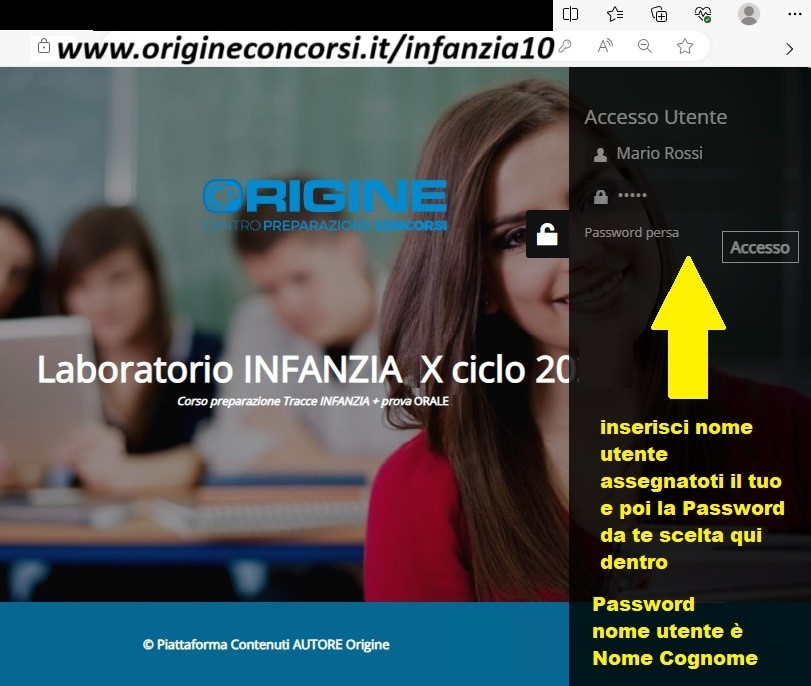 www.origineconcorsi.it/infanzia10
Accesso Utente
Mario Rossi
•••••
Password persa
Accesso
ORIGINE
CENTRO PREPARAZIONE CONCORSI
Laboratorio INFANZIA X ciclo 20
Corso preparazione Tracce INFANZIA + prova ORALE
inserisci nome
utente
assegnatoti il tuo
e poi la Password
da te scelta qui
dentro
Password
nome utente è
Nome Cognome
© Piattaforma Contenuti AUTORE Origine